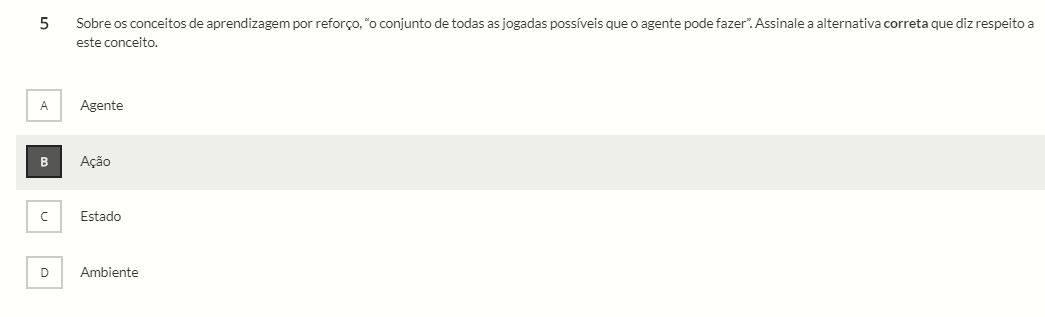 5 Sobre os conceitos de aprendizagem por reforço, "o conjunto de todas as jogadas possíveis que o agente pode fazer". Assinale a alternativa correta que diz respeito a
este conceito.
A Agente
B Ação
C Estado
D Ambiente